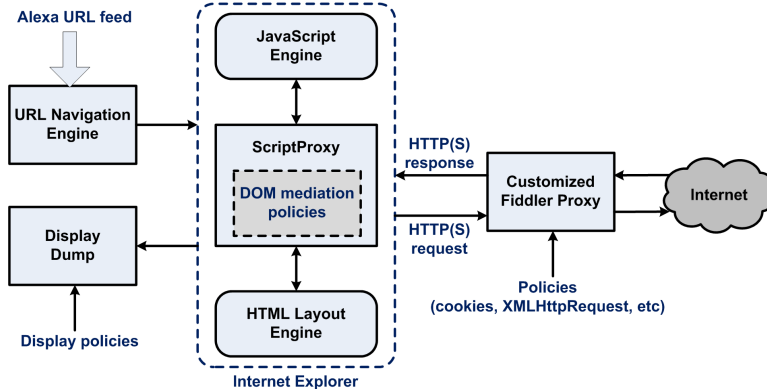 Alexa URL feed
URL Navigation
Engine
Display
Dump
Display policies
JavaScript
Engine
ScriptProxy
DOM mediation
policies
HTML Layout
Engine
Internet Explorer
HTTP(S)
response
HTTP(S)
request
Customized
Fiddler Proxy
Policies
(cookies, XMLHttpRequest, etc)
Internet